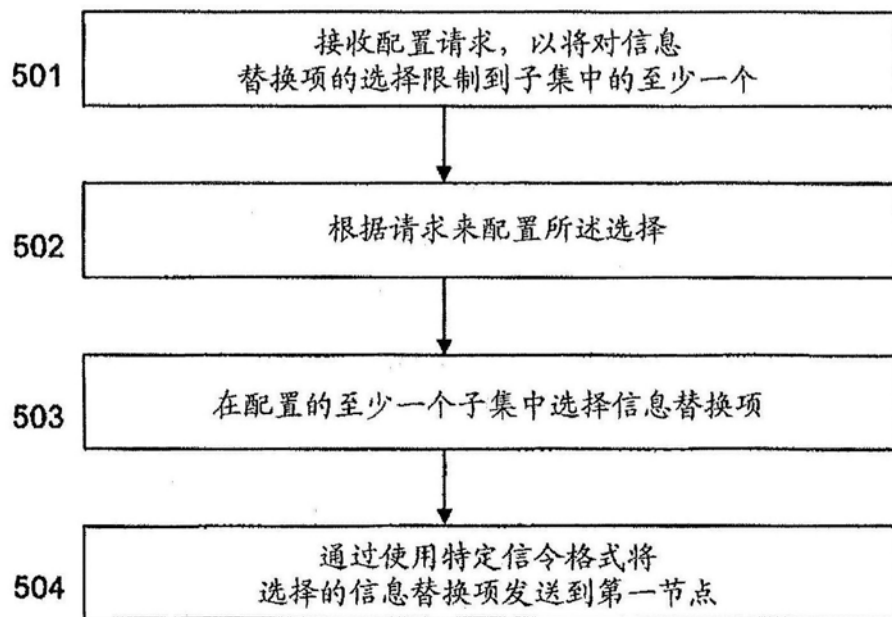 501
接收配置请求，以将对信息
替换项的选择限制到子集中的至少一个
502
根据请求来配置所述选择
503
在配置的至少一个子集中选择信息替换项
504
通过使用特定信令格式将
选择的信息替换项发送到第一节点